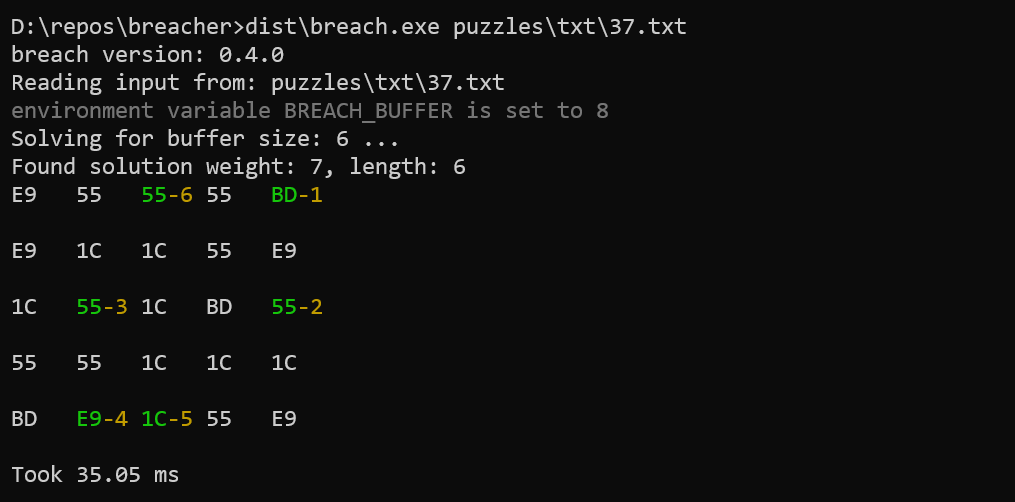 D:\repos\breacher>dist\breach.exe puzzles\txt\37.txt
breach version: 0.4.0
Reading input from: puzzles\txt\37.txt
environment variable BREACH_BUFFER is set to 8
Solving for buffer size: 6 ...
Found solution weight: 7, length: 6
E9 55 55-6 55 BD-1
E9 1C 1C 55 E9
1C 55-3 1C BD 55-2
55 55 1C 1C 1C
BD E9-4 1C-5 55 E9
Took 35.05 ms